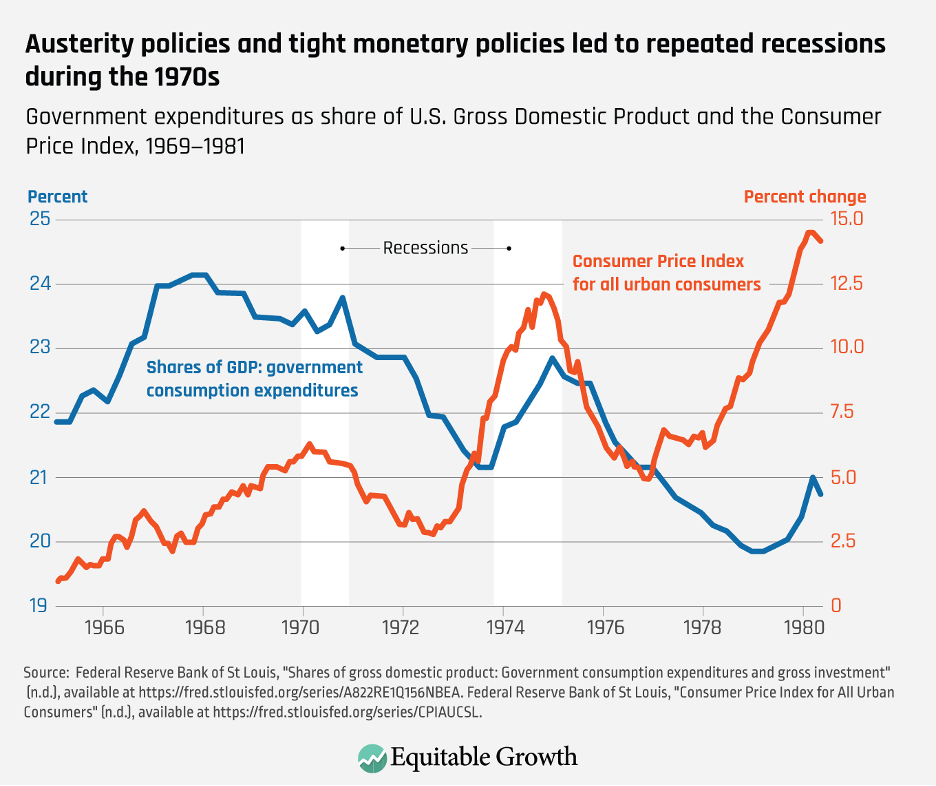 Austerity policies and tight monetary policies led to repeated recessions
during the 1970s
Government expenditures as share of U.S. Gross Domestic Product and the Consumer
Price Index, 1969–1981
Percent
Percent change
25
15.0
Recessions
Consumer Price Index
for all urban consumers
24
12.5
23
10.0
Shares of GDP: government
consumption expenditures
22
7.5
21
5.0
20
2.5
19
0
1966
1968
1970
1972
1974
1976
1978
1980
Source: Federal Reserve Bank of St Louis, "Shares of gross domestic product: Government consumption expenditures and gross investment"
(n.d.), available at https://fred.stlouisfed.org/series/A822RE1Q156NBEA. Federal Reserve Bank of St Louis, "Consumer Price Index for All Urban
Consumers" (n.d.), available at https://fred.stlouisfed.org/series/CPIAUCSL.
Equitable Growth